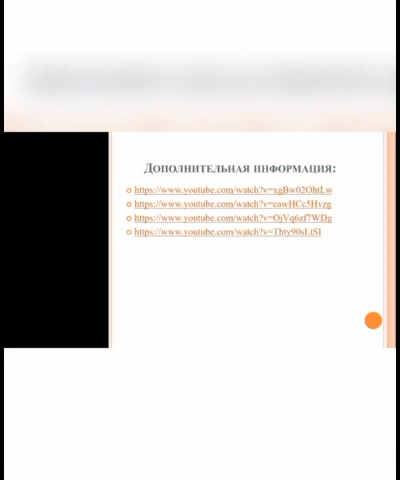 Дополнительная информация:
https://www.youtube.com/watch?v=xgBw02OhtLw
https://www.youtube.com/watch?v=cawHCc5Hvzg
https://www.youtube.com/watch?v=OjVq6zf7WDg
https://www.youtube.com/watch?v=Thty90sLtSI